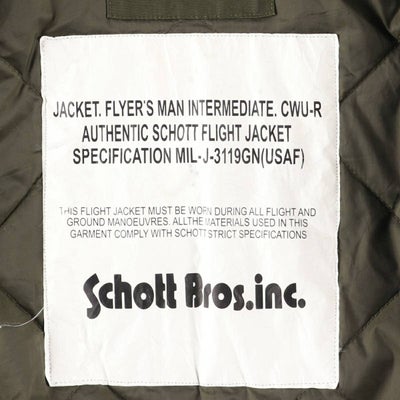 JACKET. FLYER'S MAN INTERMEDIATE. CWU-R
AUTHENTIC SCHOTT FLIGHT JACKET
SPECIFICATION MIL-J-3119GN(USAF)
THIS FLIGHT JACKET MUST BE WORN DURING ALL FLIGHT AND
GROUND MANOEUVRES. ALLTHE MATERIALS USED IN THIS
GARMENT COMPLY WITH SCHOTT STRICT SPECIFICATIONS
Schott Bros.inc.